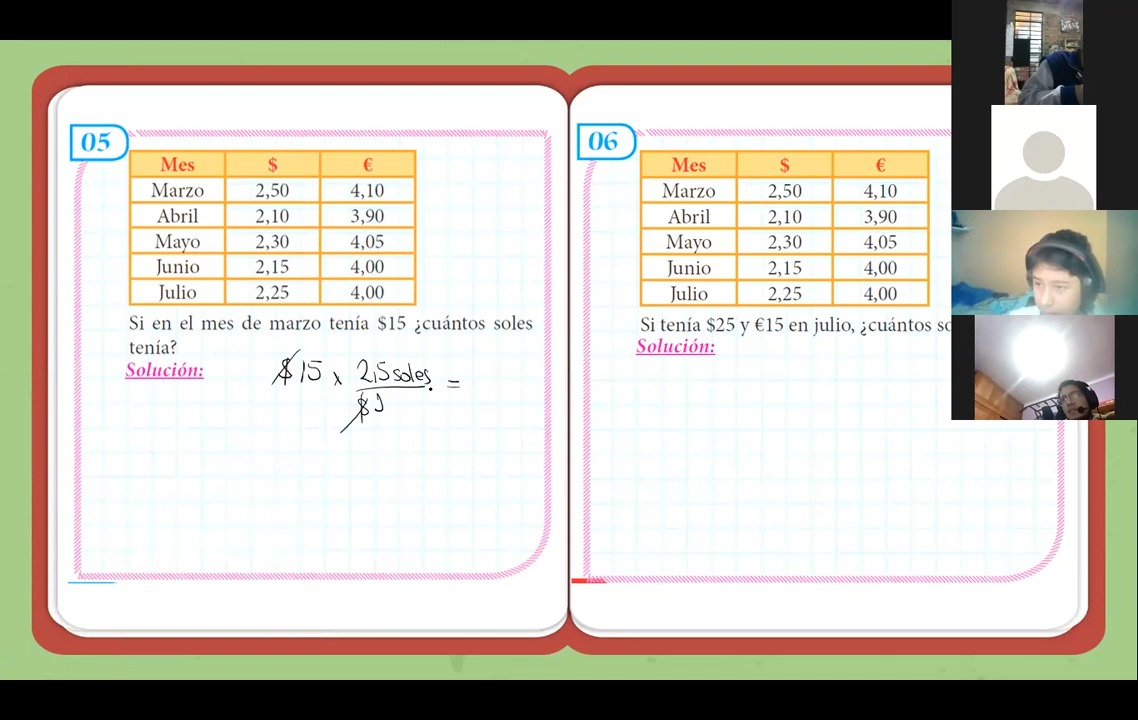 05
Mes $ €
Marzo 2,50 4,10
Abril 2,10 3,90
Mayo 2,30 4,05
Junio 2,15 4,00
Julio 2,25 4,00
Si en el mes de marzo tenía $15 ¿cuántos soles
tenía?
Solución:
$15 x 2,5 soles =
$1
06
Mes $ €
Marzo 2,50 4,10
Abril 2,10 3,90
Mayo 2,30 4,05
Junio 2,15 4,00
Julio 2,25 4,00
Si tenía $25 y €15 en julio, ¿cuántos so
Solución: